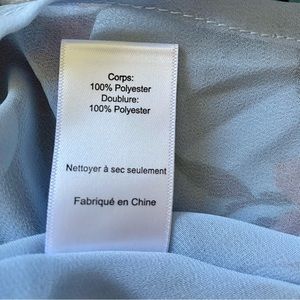 Corps:
100% Polyester
Doublure:
100% Polyester
Nettoyer à sec seulement
Fabriqué en Chine